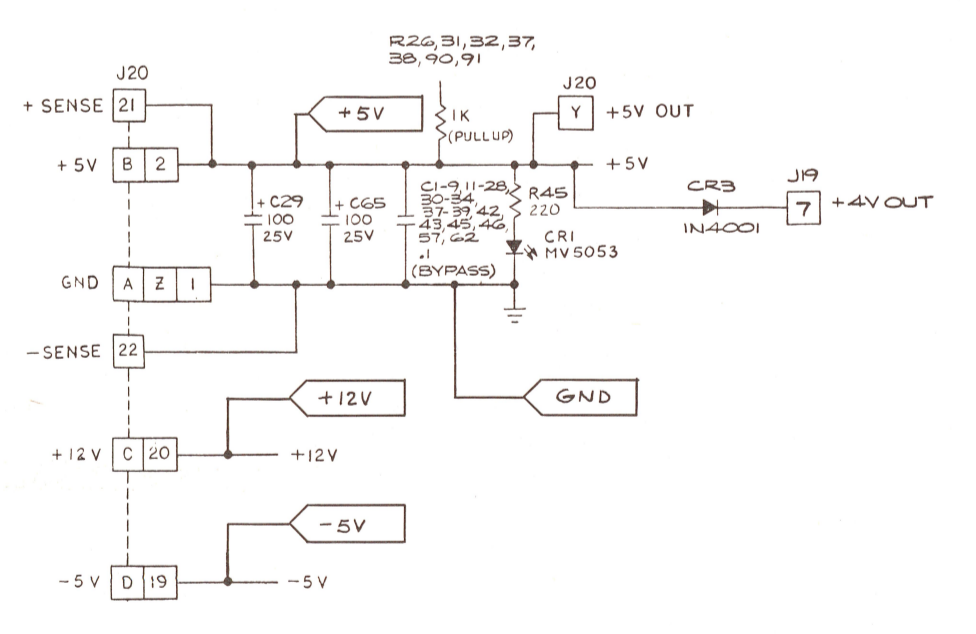 R26,31,32,37,
38,90,91
J20
J20
+ SENSE 21
+5V
1K
(PULLUP)
Y +5V OUT
+5V B 2
+5V
J19
+ C29
100
25V
+ C65
100
25V
C1-9,11-28,
30-34,
37-39,42,
43,45,46,
57,62
.1
(BYPASS)
R45
220
CR1
MV5053
CR3
1N4001
7 +4V OUT
GND A Z 1
-SENSE 22
+12V
GND
+12V C 20
+12V
-5V
-5V D 19
-5V